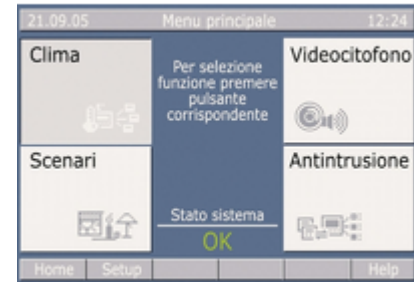 21.09.05 Menu principale 12:24
Clima
Per selezione
funzione premere
pulsante
corrispondente
Videocitofono
Scenari
Stato sistema
OK
Antintrusione
Home Setup Help